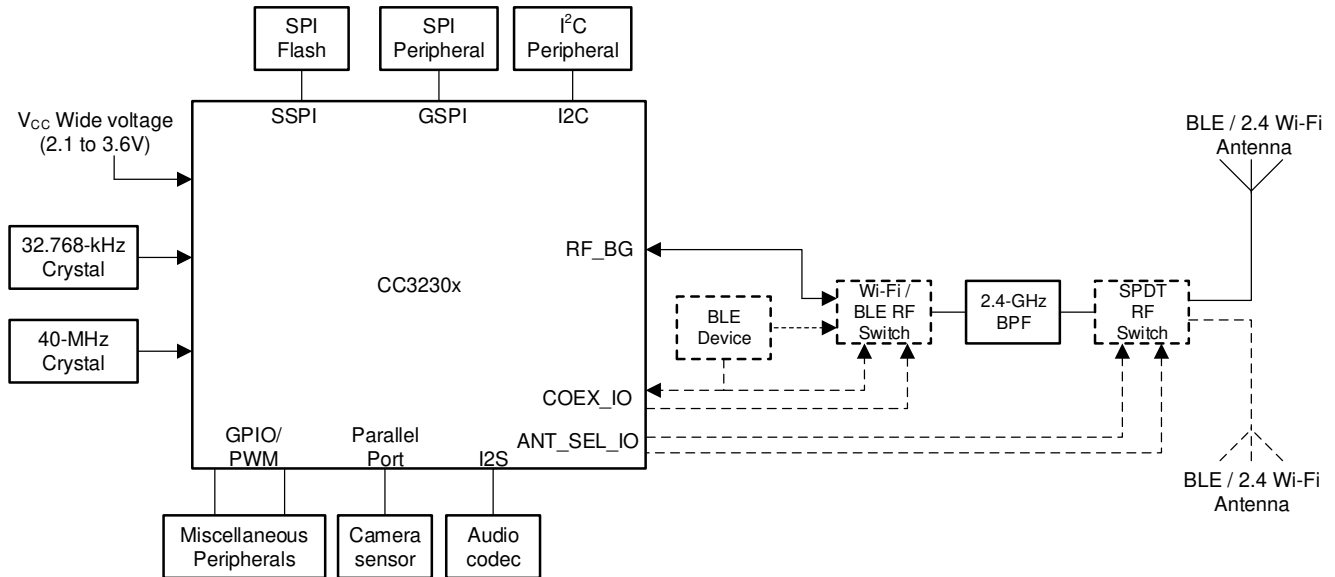 SPI
Flash
SPI
Peripheral
I²C
Peripheral
SSPI
GSPI
I2C
VCC Wide voltage
(2.1 to 3.6V)
BLE / 2.4 Wi-Fi
Antenna
32.768-kHz
Crystal
RF_BG
CC3230x
Wi-Fi /
BLE RF
Switch
2.4-GHz
BPF
SPDT
RF
Switch
BLE
Device
40-MHz
Crystal
COEX_IO
ANT_SEL_IO
GPIO/
PWM
Parallel
Port
I2S
BLE / 2.4 Wi-Fi
Antenna
Miscellaneous
Peripherals
Camera
sensor
Audio
codec